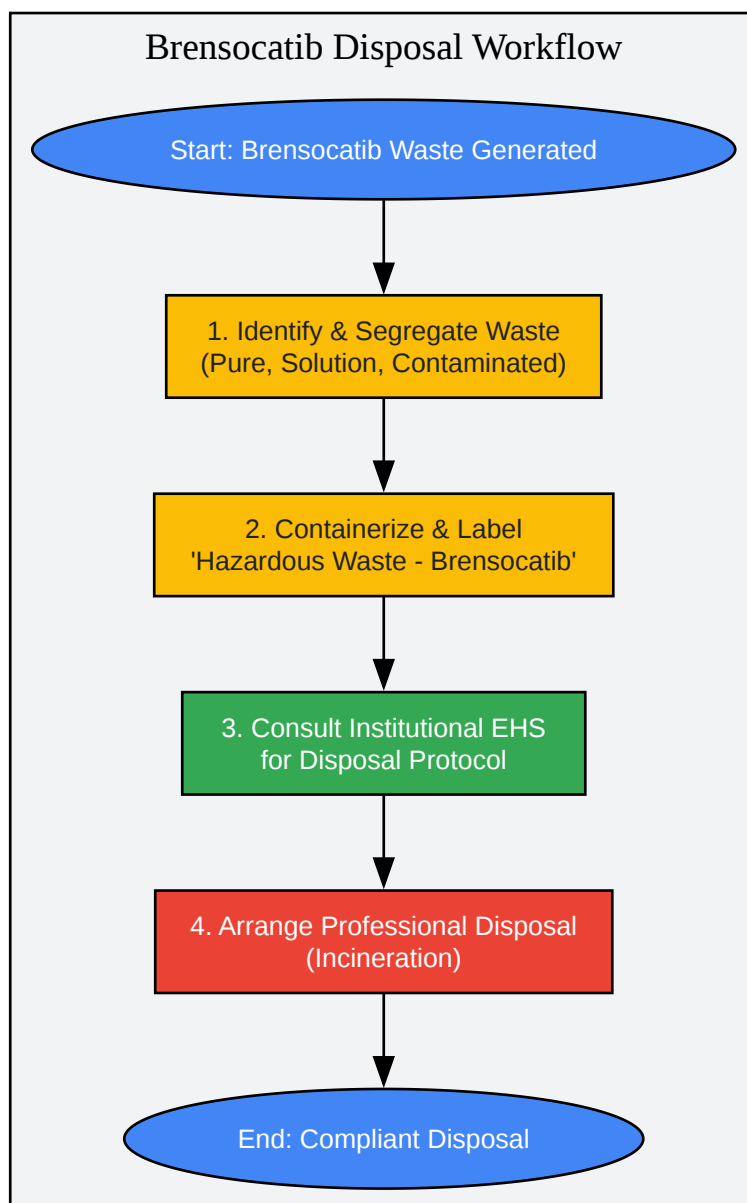 Brensocatib Disposal Workflow
Start: Brensocatib Waste Generated
1. Identify & Segregate Waste
(Pure, Solution, Contaminated)
2. Containerize & Label
'Hazardous Waste - Brensocatib'
3. Consult Institutional EHS
for Disposal Protocol
4. Arrange Professional Disposal
(Incineration)
End: Compliant Disposal